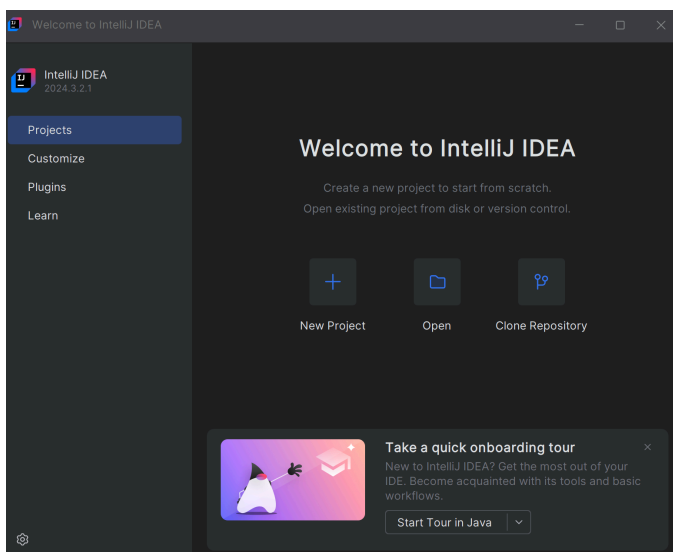 Welcome to IntelliJ IDEA
IntelliJ IDEA
2024.3.2.1
Projects
Customize
Plugins
Learn
Welcome to IntelliJ IDEA
Create a new project to start from scratch.
Open existing project from disk or version control.
New Project
Open
Clone Repository
Take a quick onboarding tour
New to IntelliJ IDEA? Get the most out of your
IDE. Become acquainted with its tools and basic
workflows.
Start Tour in Java